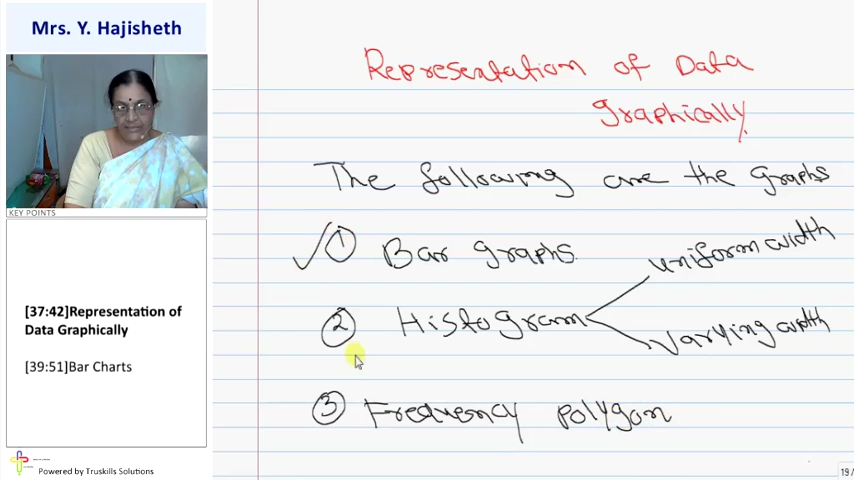 Mrs. Y. Hajisheth
KEY POINTS
[37:42]Representation of
Data Graphically
[39:51]Bar Charts
Powered by Truskills Solutions
Representation of Data
graphically.
The following are the graphs
① Bar graphs.
② Histogram
uniform width
varying width
③ Frequency polygon
19/